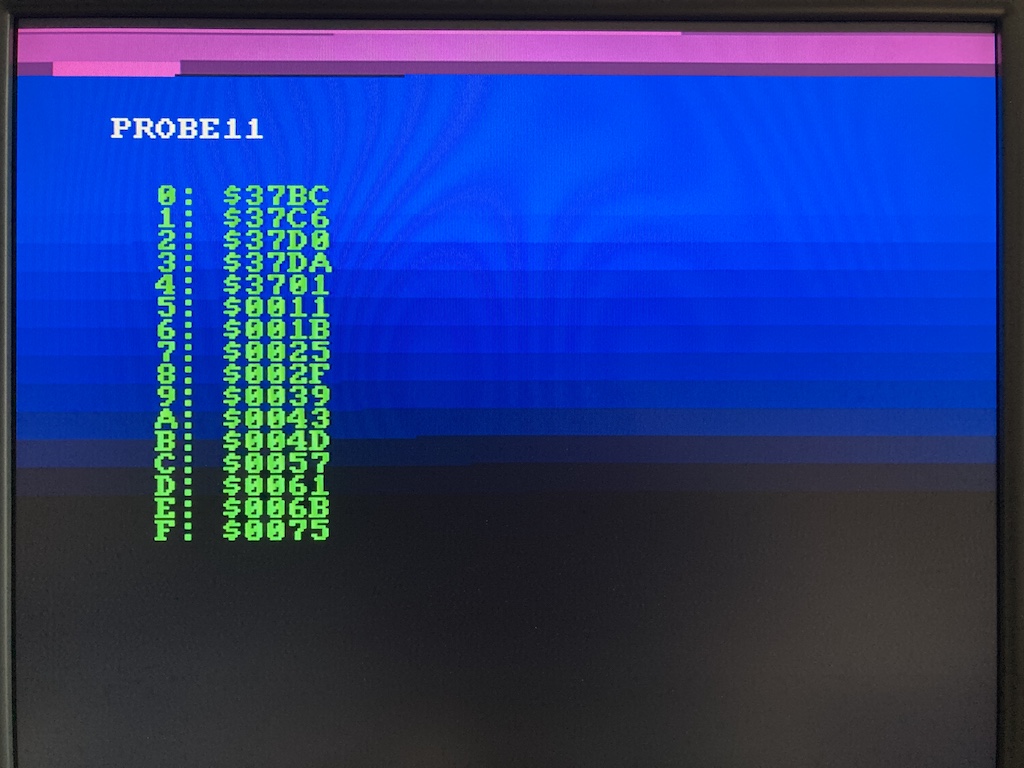 PROBE11
0: $37BC
1: $37C6
2: $37D0
3: $37DA
4: $3701
5: $0011
6: $001B
7: $0025
8: $002F
9: $0039
A: $0043
B: $004D
C: $0057
D: $0061
E: $006B
F: $0075